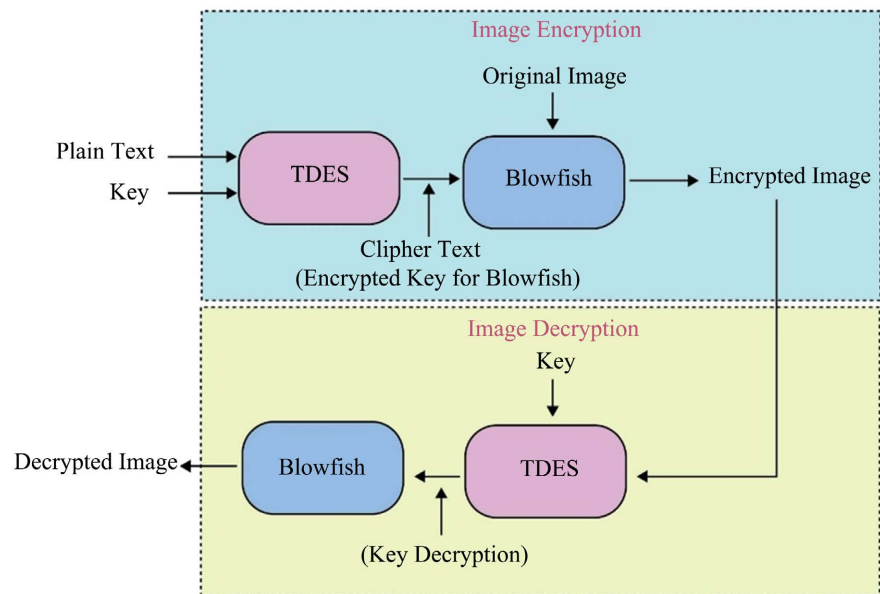 Image Encryption
Original Image
Plain Text
Key
TDES
Blowfish
Encrypted Image
Clipher Text
(Encrypted Key for Blowfish)
Image Decryption
Key
Decrypted Image
Blowfish
TDES
(Key Decryption)